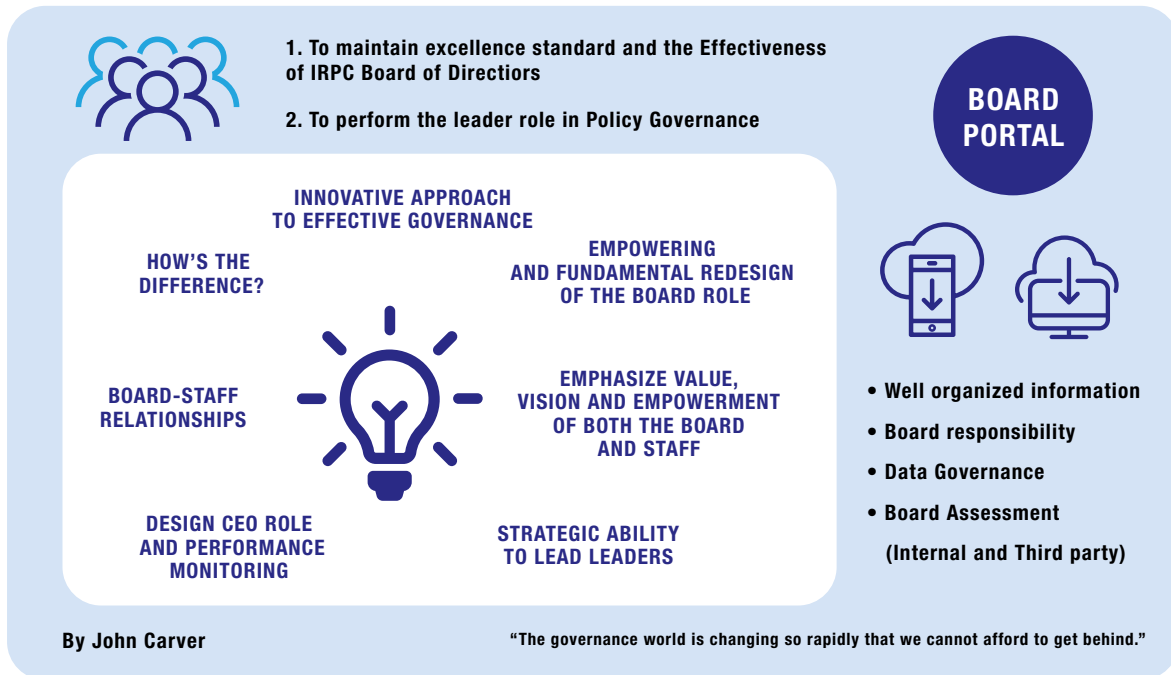 1. To maintain excellence standard and the Effectiveness
of IRPC Board of Directiors
2. To perform the leader role in Policy Governance
BOARD
PORTAL
INNOVATIVE APPROACH
TO EFFECTIVE GOVERNANCE
HOW'S THE
DIFFERENCE?
EMPOWERING
AND FUNDAMENTAL REDESIGN
OF THE BOARD ROLE
BOARD-STAFF
RELATIONSHIPS
EMPHASIZE VALUE,
VISION AND EMPOWERMENT
OF BOTH THE BOARD
AND STAFF
DESIGN CEO ROLE
AND PERFORMANCE
MONITORING
STRATEGIC ABILITY
TO LEAD LEADERS
• Well organized information
• Board responsibility
• Data Governance
• Board Assessment
(Internal and Third party)
By John Carver
“The governance world is changing so rapidly that we cannot afford to get behind.”